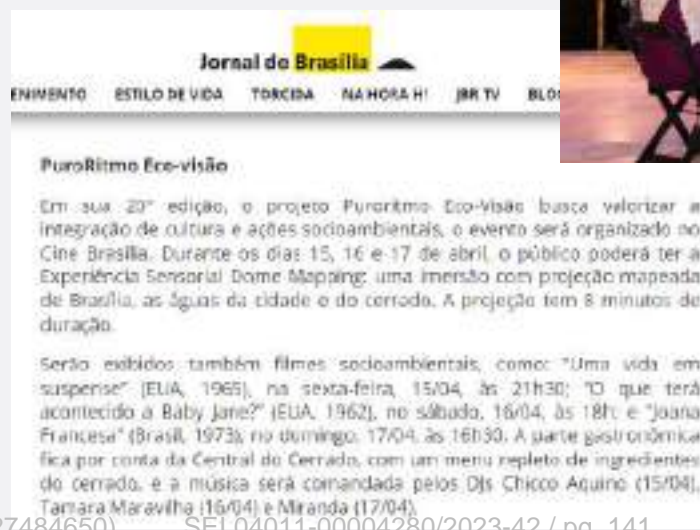 Jornal de Brasília
ENIMENTO ESTILO DE VIDA TORCIDA NA HORA H! JBR TV BLO
PuroRitmo Eco-visão
Em sua 20ª edição, o projeto Puroritmo Eco-Visão busca valorizar a
integração de cultura e ações socioambientais, o evento será organizado no
Cine Brasília. Durante os dias 15, 16 e 17 de abril, o público poderá ter a
Experiência Sensorial Dome Mapping: uma imersão com projeção mapeada
de Brasília, as águas da cidade e do cerrado. A projeção tem 8 minutos de
duração.
Serão exibidos também filmes socioambientais, como: "Uma vida em
suspense" (EUA, 1965), na sexta-feira, 15/04, às 21h30; "O que terá
acontecido a Baby Jane?" (EUA, 1962), no sábado, 16/04, às 18h; e "Joana
Francesa" (Brasil, 1973), no domingo, 17/04, às 16h30. A parte gastronômica
fica por conta da Central do Cerrado, com um menu repleto de ingredientes
do cerrado, e a música será comandada pelos DJs Chicco Aquino (15/04),
Tamara Maravilha (16/04) e Miranda (17/04).
27484650) SEI 04011-00004280/2023-42 / pg. 141